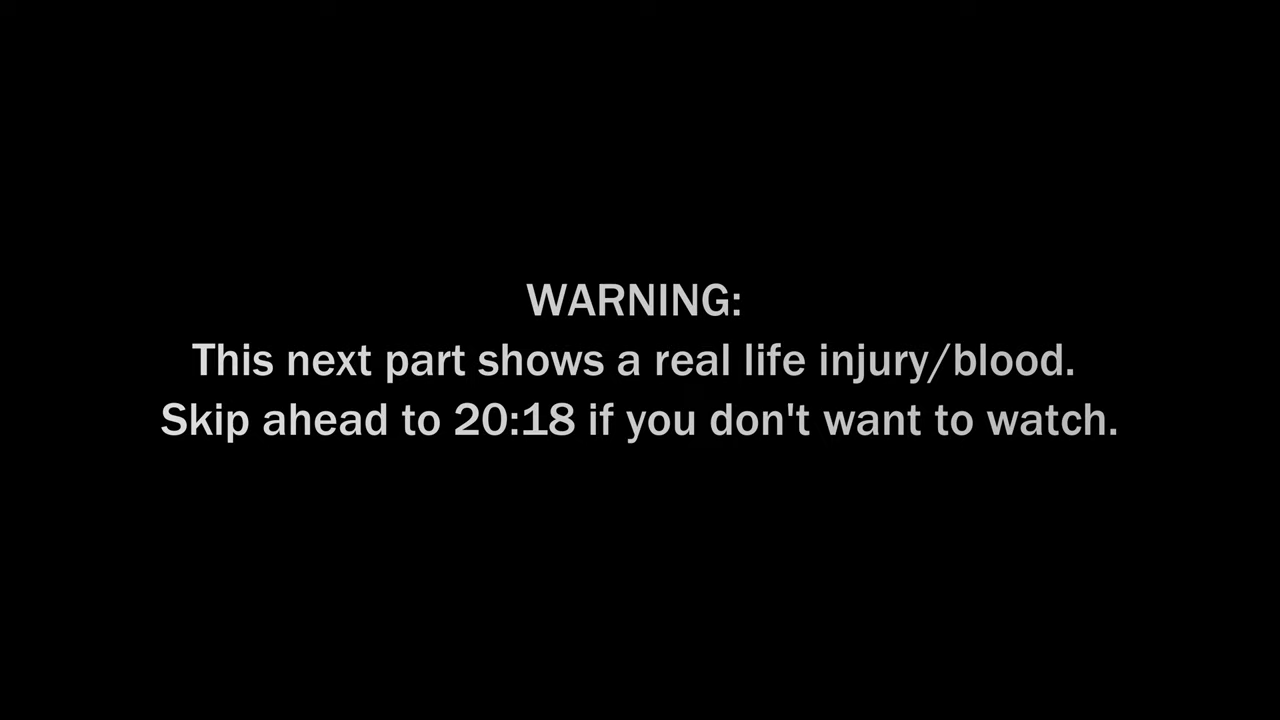 WARNING:
This next part shows a real life injury/blood.
Skip ahead to 20:18 if you don't want to watch.